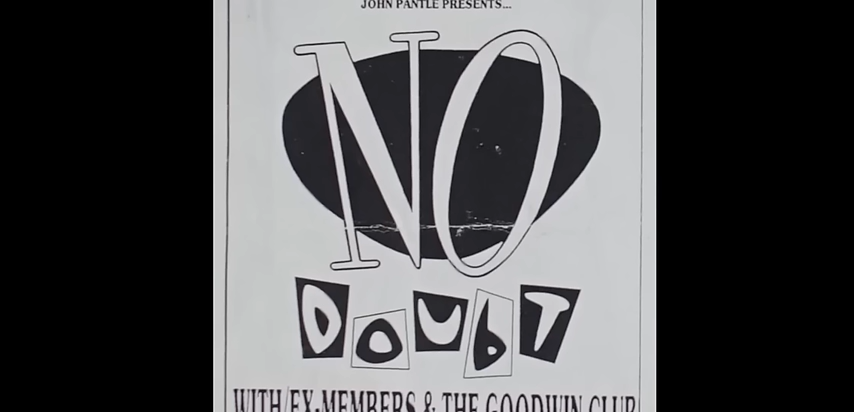 JOHN PANTLE PRESENTS...
NO
DOUbT
WITH EX-MEMBERS & THE GOODWIN CLUB